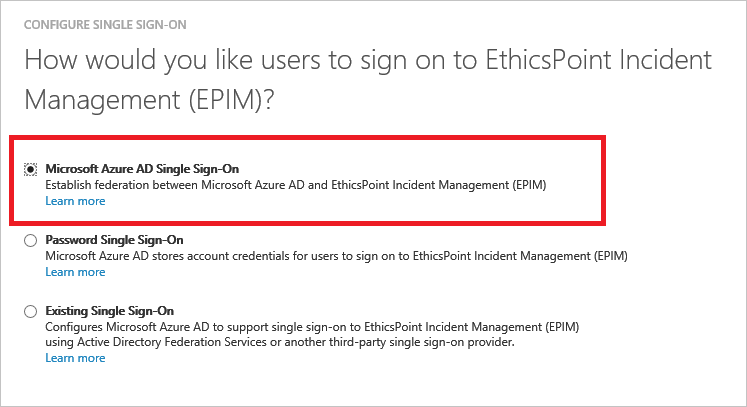 CONFIGURE SINGLE SIGN-ON
How would you like users to sign on to EthicsPoint Incident
Management (EPIM)?
Microsoft Azure AD Single Sign-On
Establish federation between Microsoft Azure AD and EthicsPoint Incident Management (EPIM)
Learn more
Password Single Sign-On
Microsoft Azure AD stores account credentials for users to sign on to EthicsPoint Incident Management (EPIM)
Learn more
Existing Single Sign-On
Configures Microsoft Azure AD to support single sign-on to EthicsPoint Incident Management (EPIM)
using Active Directory Federation Services or another third-party single sign-on provider.
Learn more